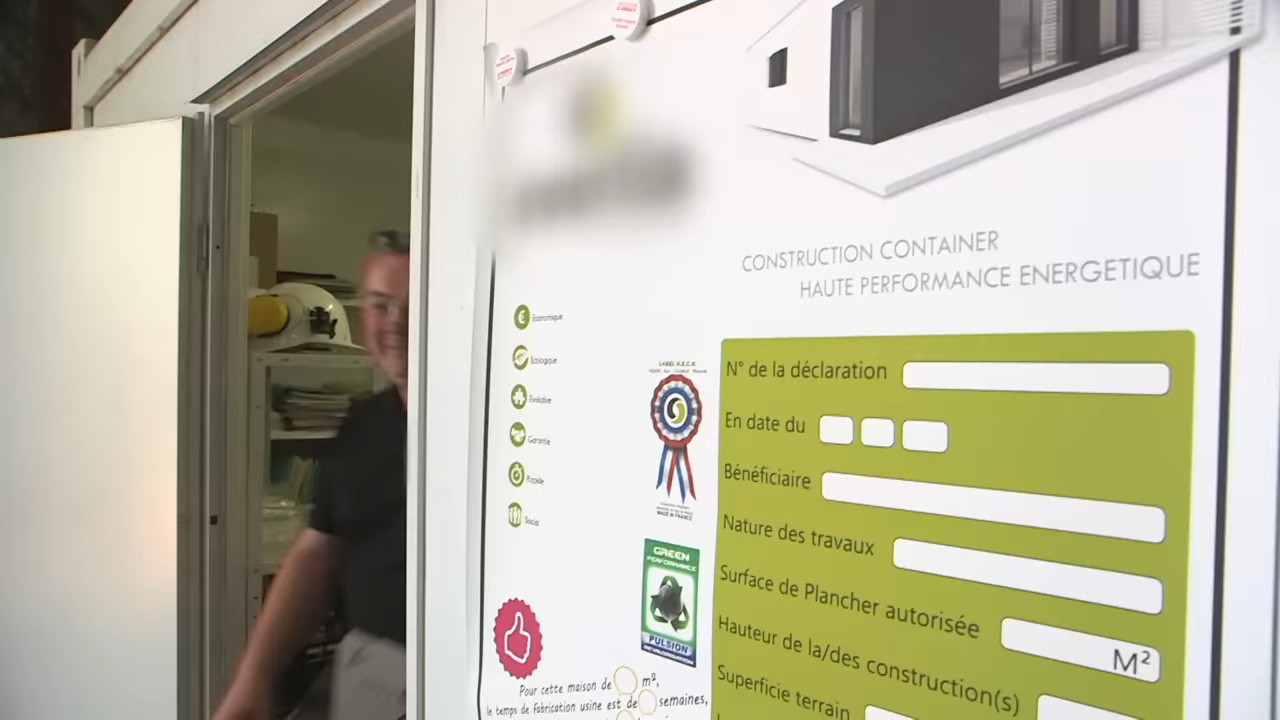 CONSTRUCTION CONTAINER
HAUTE PERFORMANCE ENERGETIQUE
Economique
Ecologique
Evolutive
Garantie
Rapide
Social
LABEL H.E.C.R.
MADE IN FRANCE
GREEN
PERFORMANCE
PULSION
N° de la déclaration
En date du
Bénéficiaire
Nature des travaux
Surface de Plancher autorisée
M²
Hauteur de la/des construction(s)
Superficie terrain
Pour cette maison de m²,
le temps de fabrication usine est de semaines,